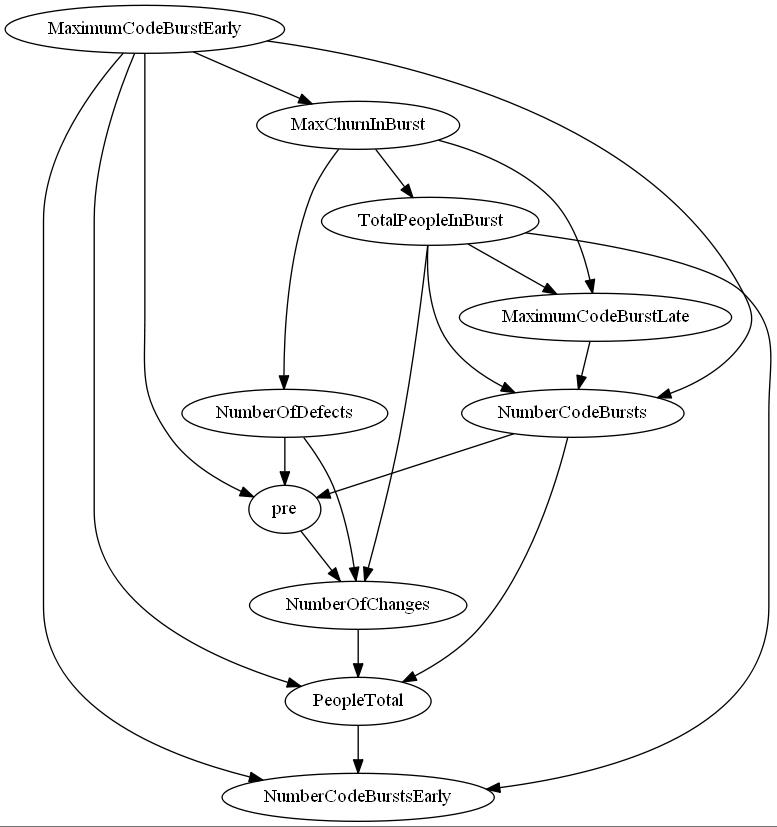 MaximumCodeBurstEarly
MaxChurnInBurst
TotalPeopleInBurst
MaximumCodeBurstLate
NumberOfDefects
NumberCodeBursts
pre
NumberOfChanges
PeopleTotal
NumberCodeBurstsEarly